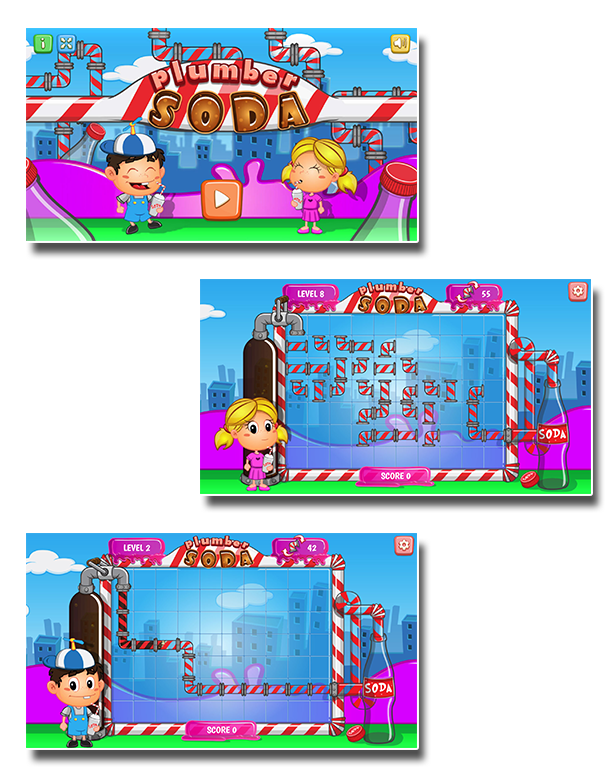 i
plumber
SODA
LEVEL 8
plumber
SODA
55
SODA
SCORE 0
LEVEL 2
plumber
SODA
42
SODA
SCORE 0